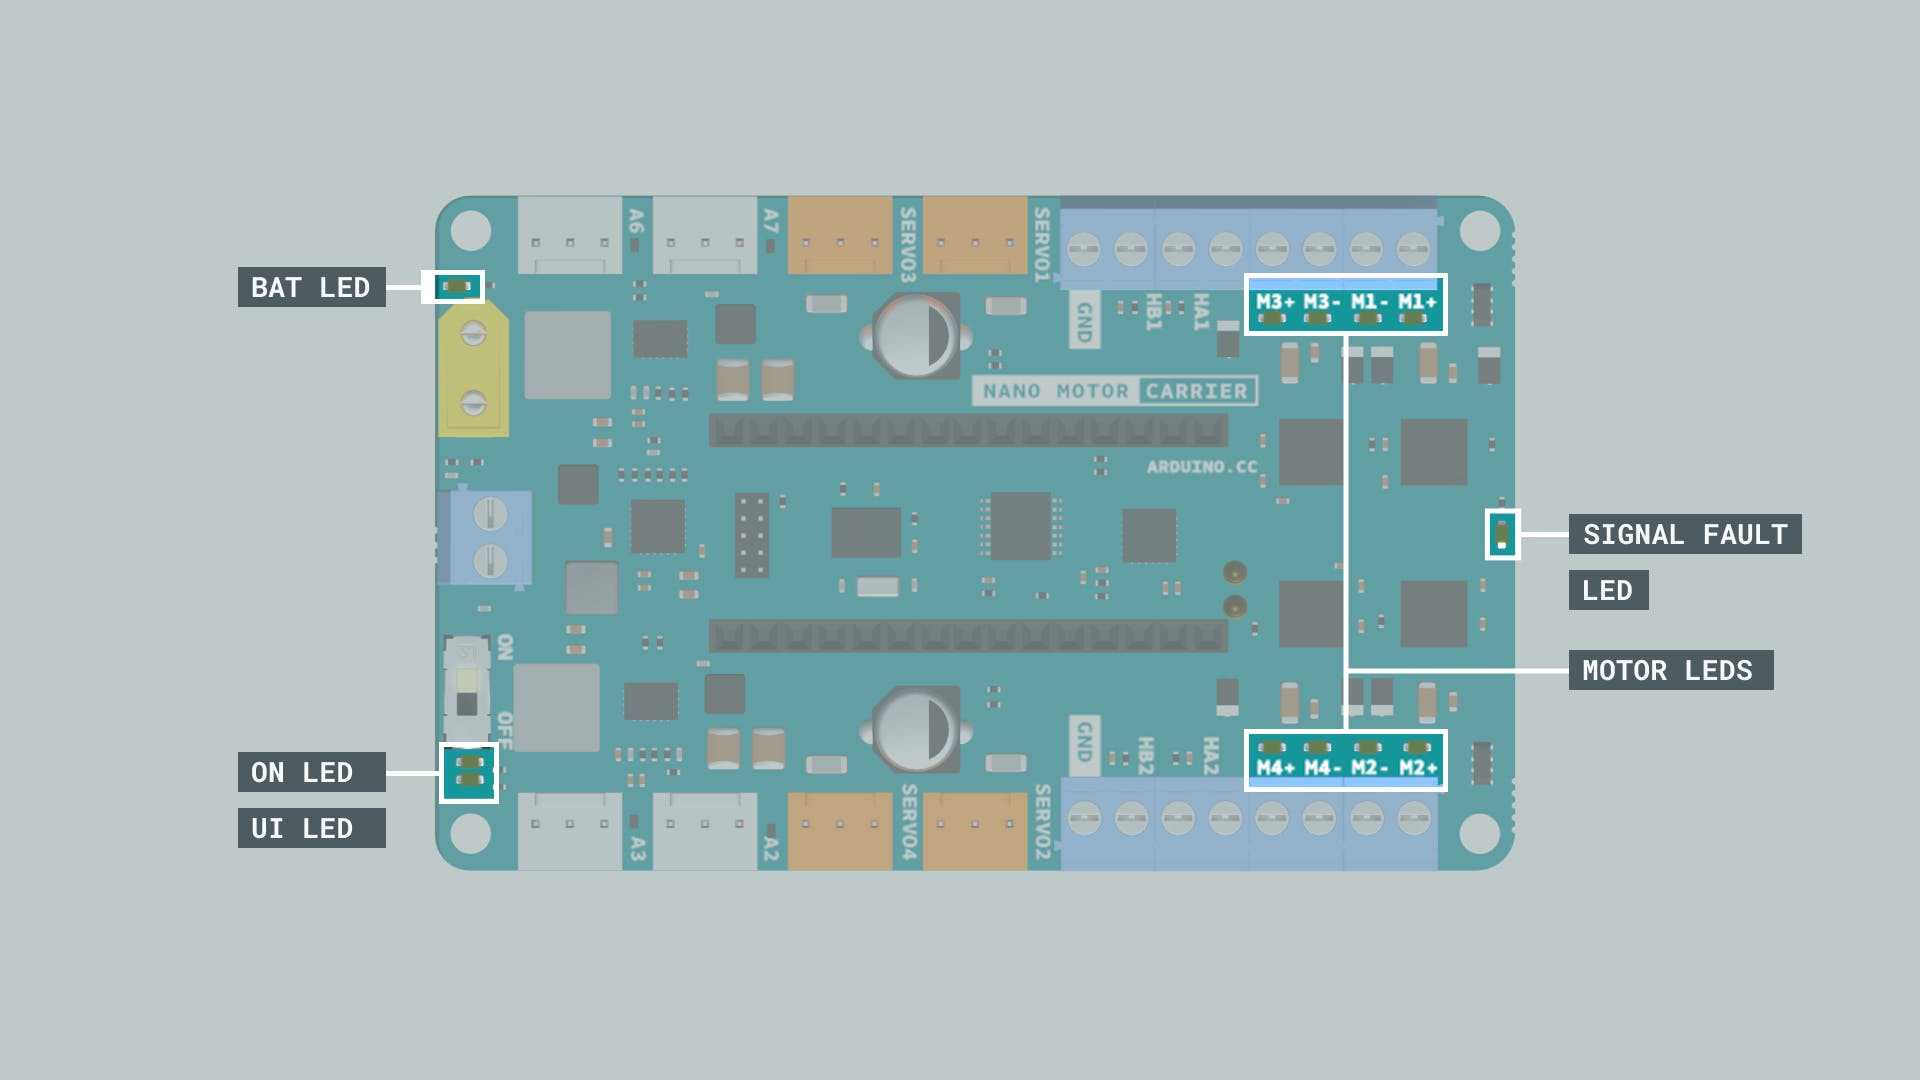 A6
A7
SERVO3
SERVO1
BAT LED
M3+ M3- M1- M1+
GND
HB1
HA1
NANO MOTOR CARRIER
ARDUINO.CC
SIGNAL FAULT
LED
ON
OFF
MOTOR LEDS
GND
HB2
HA2
M4+ M4- M2- M2+
ON LED
UI LED
A3
A2
SERVO4
SERVO2